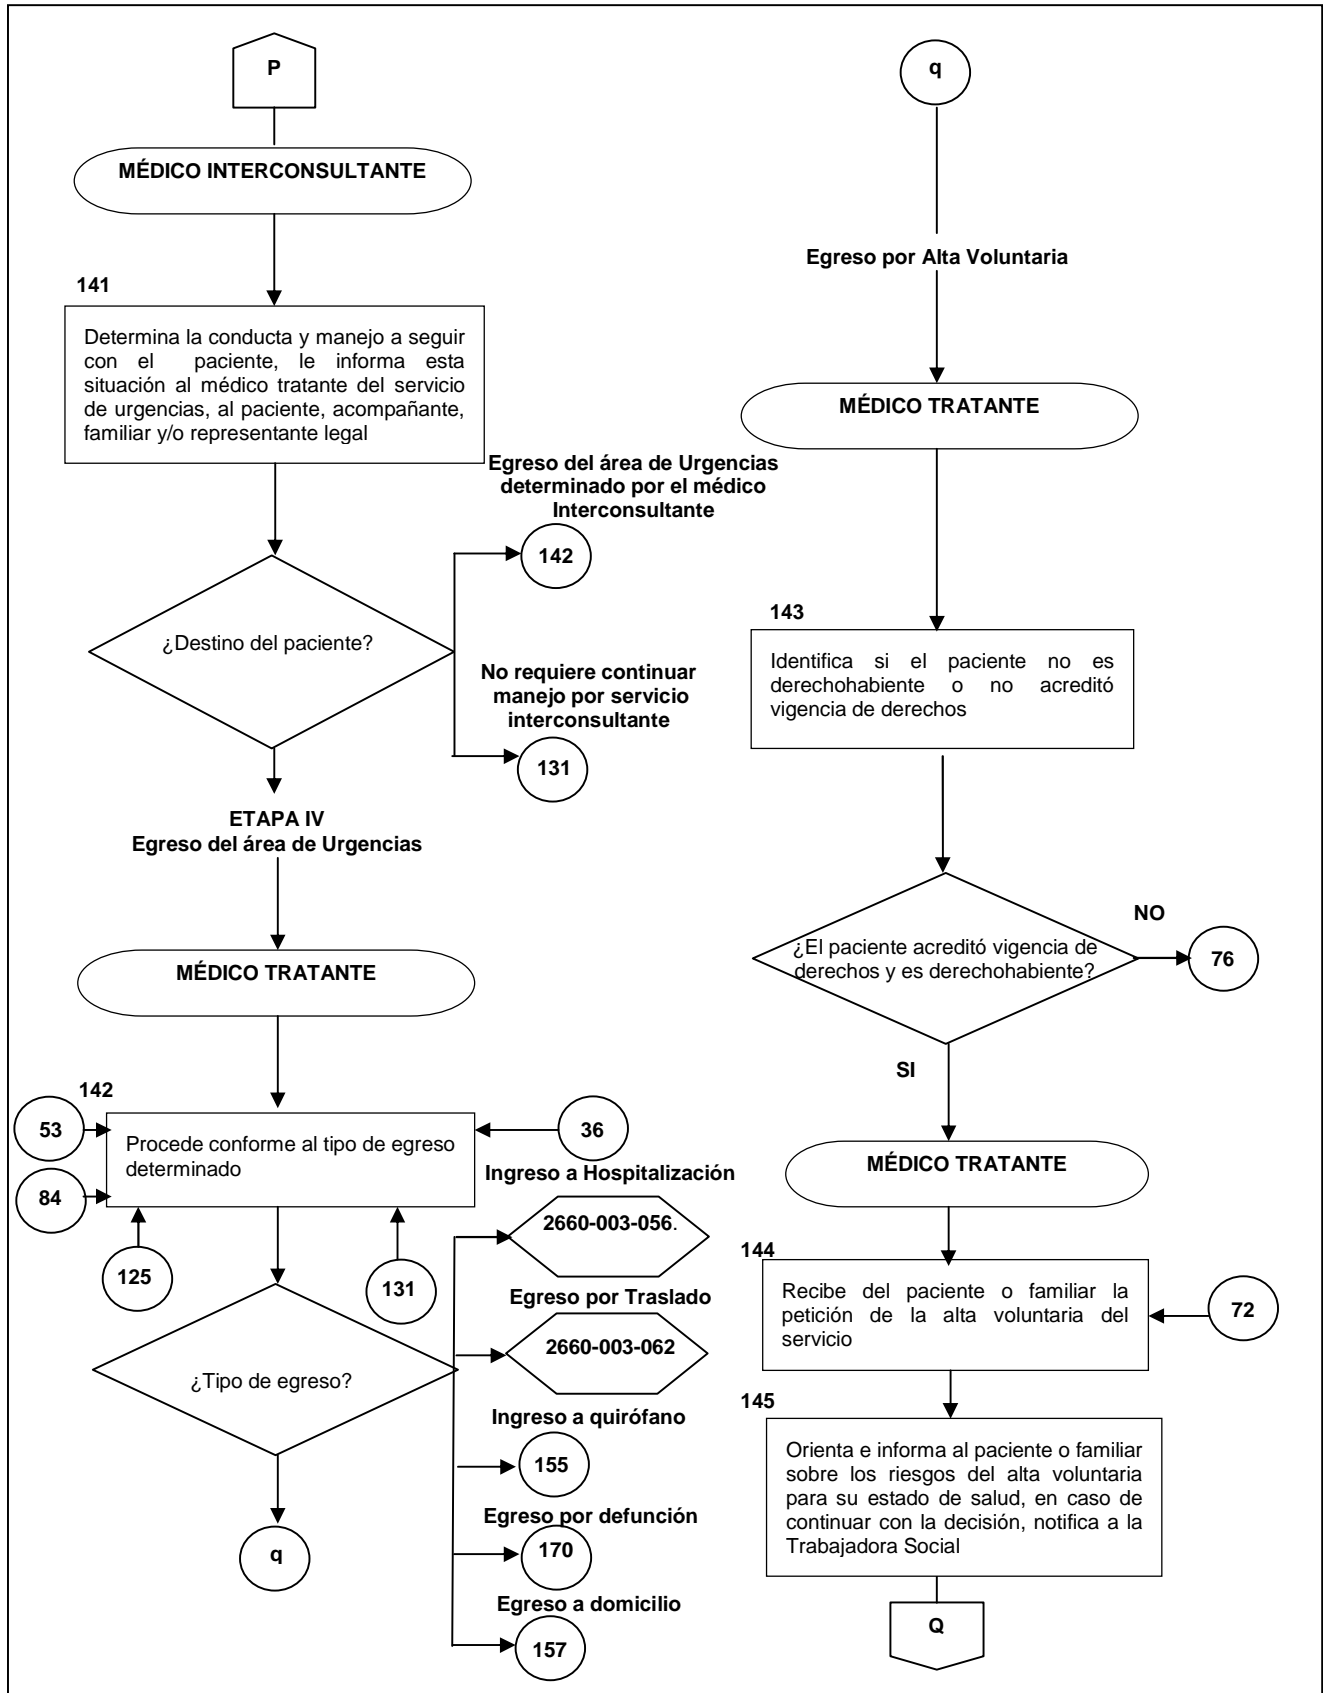 P
MÉDICO INTERCONSULTANTE
141
Determina la conducta y manejo a seguir
con el paciente, le informa esta
situación al médico tratante del servicio
de urgencias, al paciente, acompañante,
familiar y/o representante legal
Egreso del área de Urgencias
determinado por el médico
Interconsultante
142
¿Destino del paciente?
No requiere continuar
manejo por servicio
interconsultante
131
ETAPA IV
Egreso del área de Urgencias
MÉDICO TRATANTE
142
53
Procede conforme al tipo de egreso
determinado
36
84
125
131
Ingreso a Hospitalización
2660-003-056.
Egreso por Traslado
2660-003-062
¿Tipo de egreso?
Ingreso a quirófano
155
Egreso por defunción
170
Egreso a domicilio
157
q
q
Egreso por Alta Voluntaria
MÉDICO TRATANTE
143
Identifica si el paciente no es
derechohabiente o no acreditó
vigencia de derechos
¿El paciente acreditó vigencia de
derechos y es derechohabiente?
NO
76
SI
MÉDICO TRATANTE
144
Recibe del paciente o familiar la
petición de la alta voluntaria del
servicio
72
145
Orienta e informa al paciente o familiar
sobre los riesgos del alta voluntaria
para su estado de salud, en caso de
continuar con la decisión, notifica a la
Trabajadora Social
Q